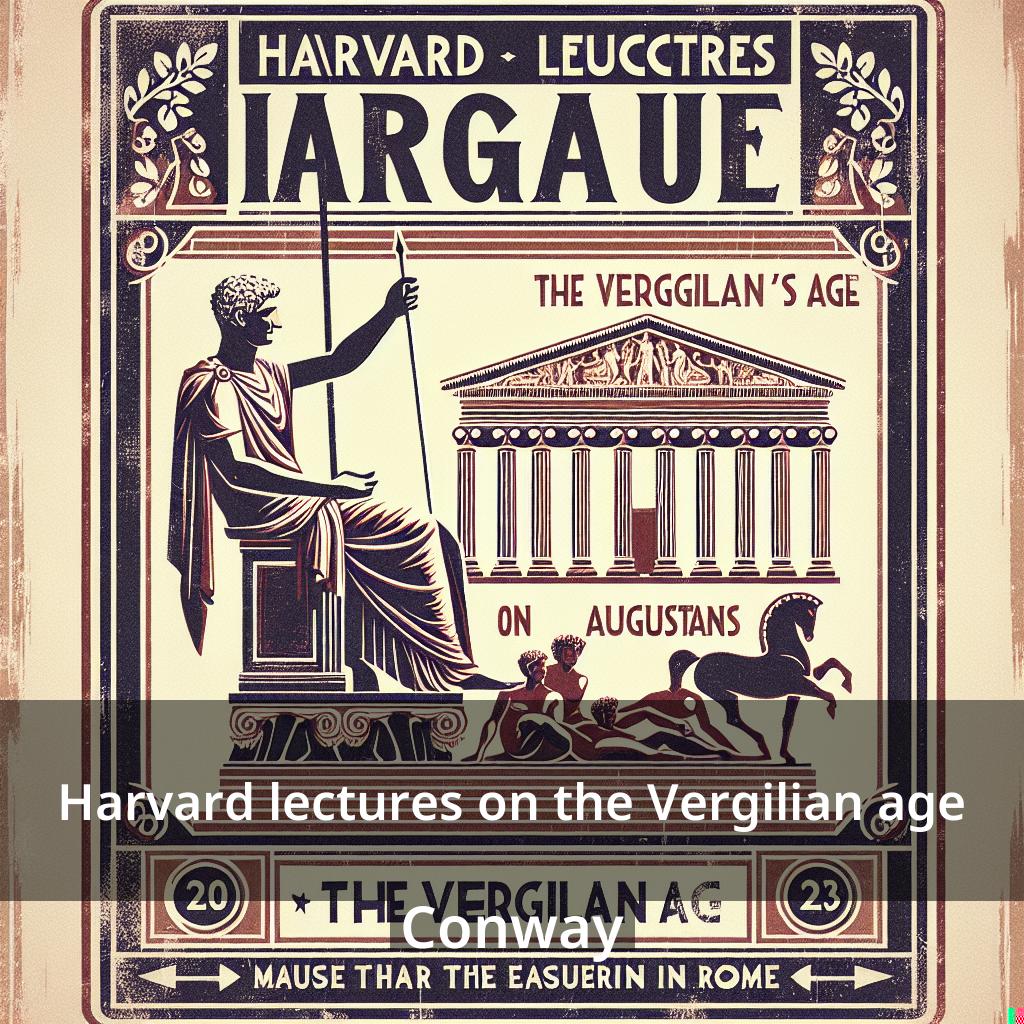 HARVARD · LEUCCTRES
IARGAUE
THE VERGGILAN'S AGE
ON AUGUSTANS
Harvard lectures on the Vergilian age
20 ★ THE VERGILAN AG 23
Conway
MAUSE THAR THE EASUERIN IN ROME